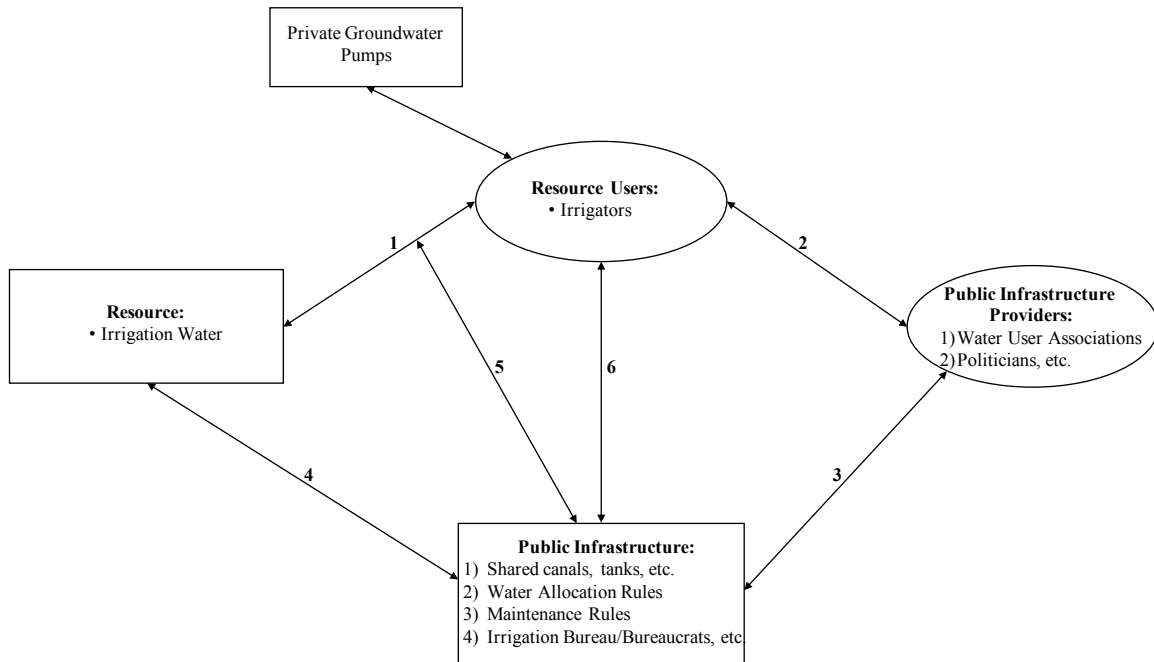 Private Groundwater
Pumps
Resource Users:
• Irrigators
1
2
Resource:
• Irrigation Water
Public Infrastructure
Providers:
1) Water User Associations
2) Politicians, etc.
5
6
4
3
Public Infrastructure:
1) Shared canals, tanks, etc.
2) Water Allocation Rules
3) Maintenance Rules
4) Irrigation Bureau/Bureaucrats, etc.